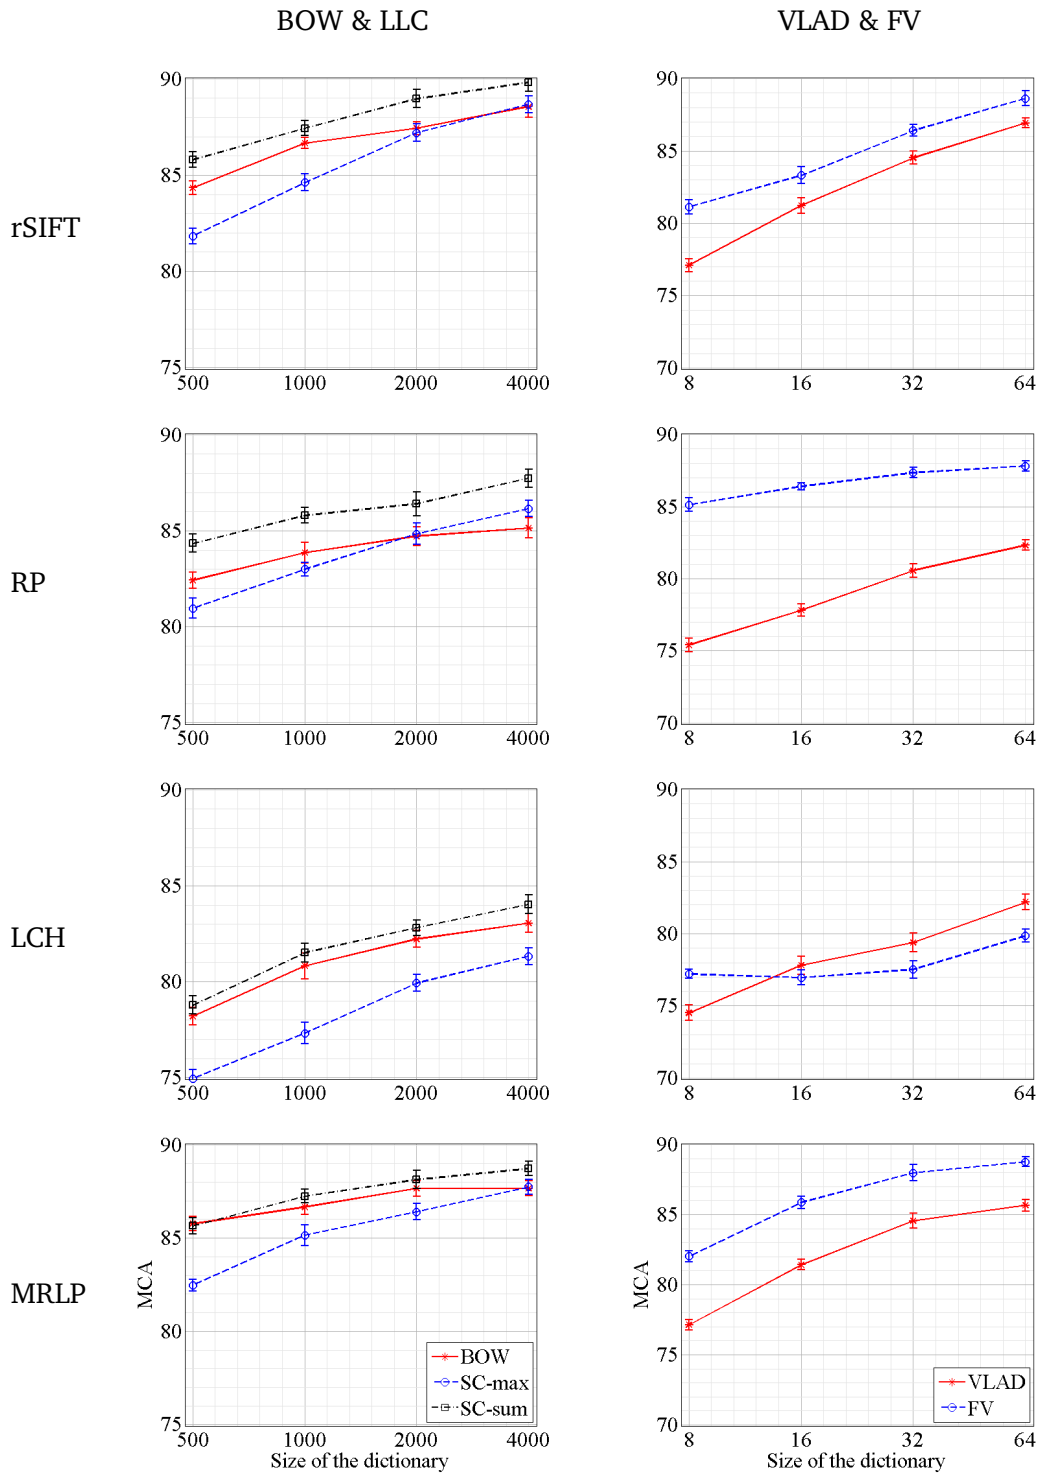 BOW & LLC
VLAD & FV
rSIFT
90
85
80
75
500 1000 2000 4000
90
85
80
75
70
8 16 32 64
RP
90
85
80
75
500 1000 2000 4000
90
85
80
75
70
8 16 32 64
LCH
90
85
80
75
500 1000 2000 4000
90
85
80
75
70
8 16 32 64
MRLP
MCA
90
85
80
75
500 1000 2000 4000
Size of the dictionary
BOW
SC-max
SC-sum
MCA
90
85
80
75
70
8 16 32 64
Size of the dictionary
VLAD
FV